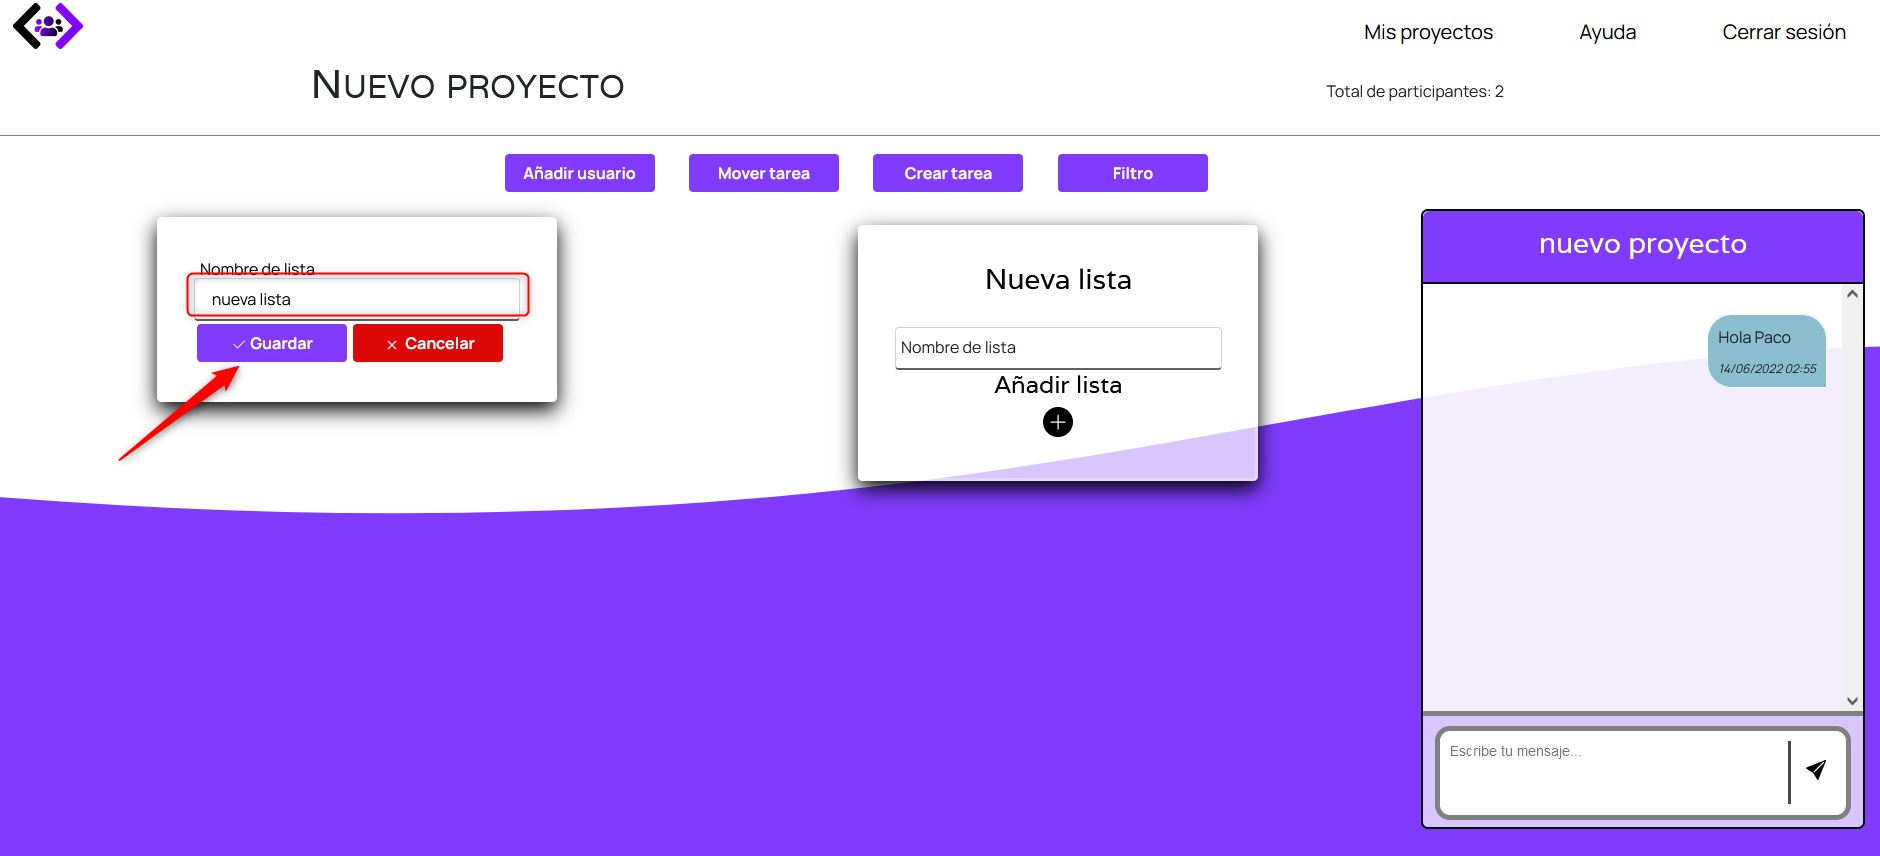 Mis proyectos
Ayuda
Cerrar sesión
NUEVO PROYECTO
Total de participantes: 2
Añadir usuario
Mover tarea
Crear tarea
Filtro
Nombre de lista
nueva lista
Guardar
Cancelar
Nueva lista
Nombre de lista
Añadir lista
nuevo proyecto
Hola Paco
14/06/2022 02:55
Escribe tu mensaje...